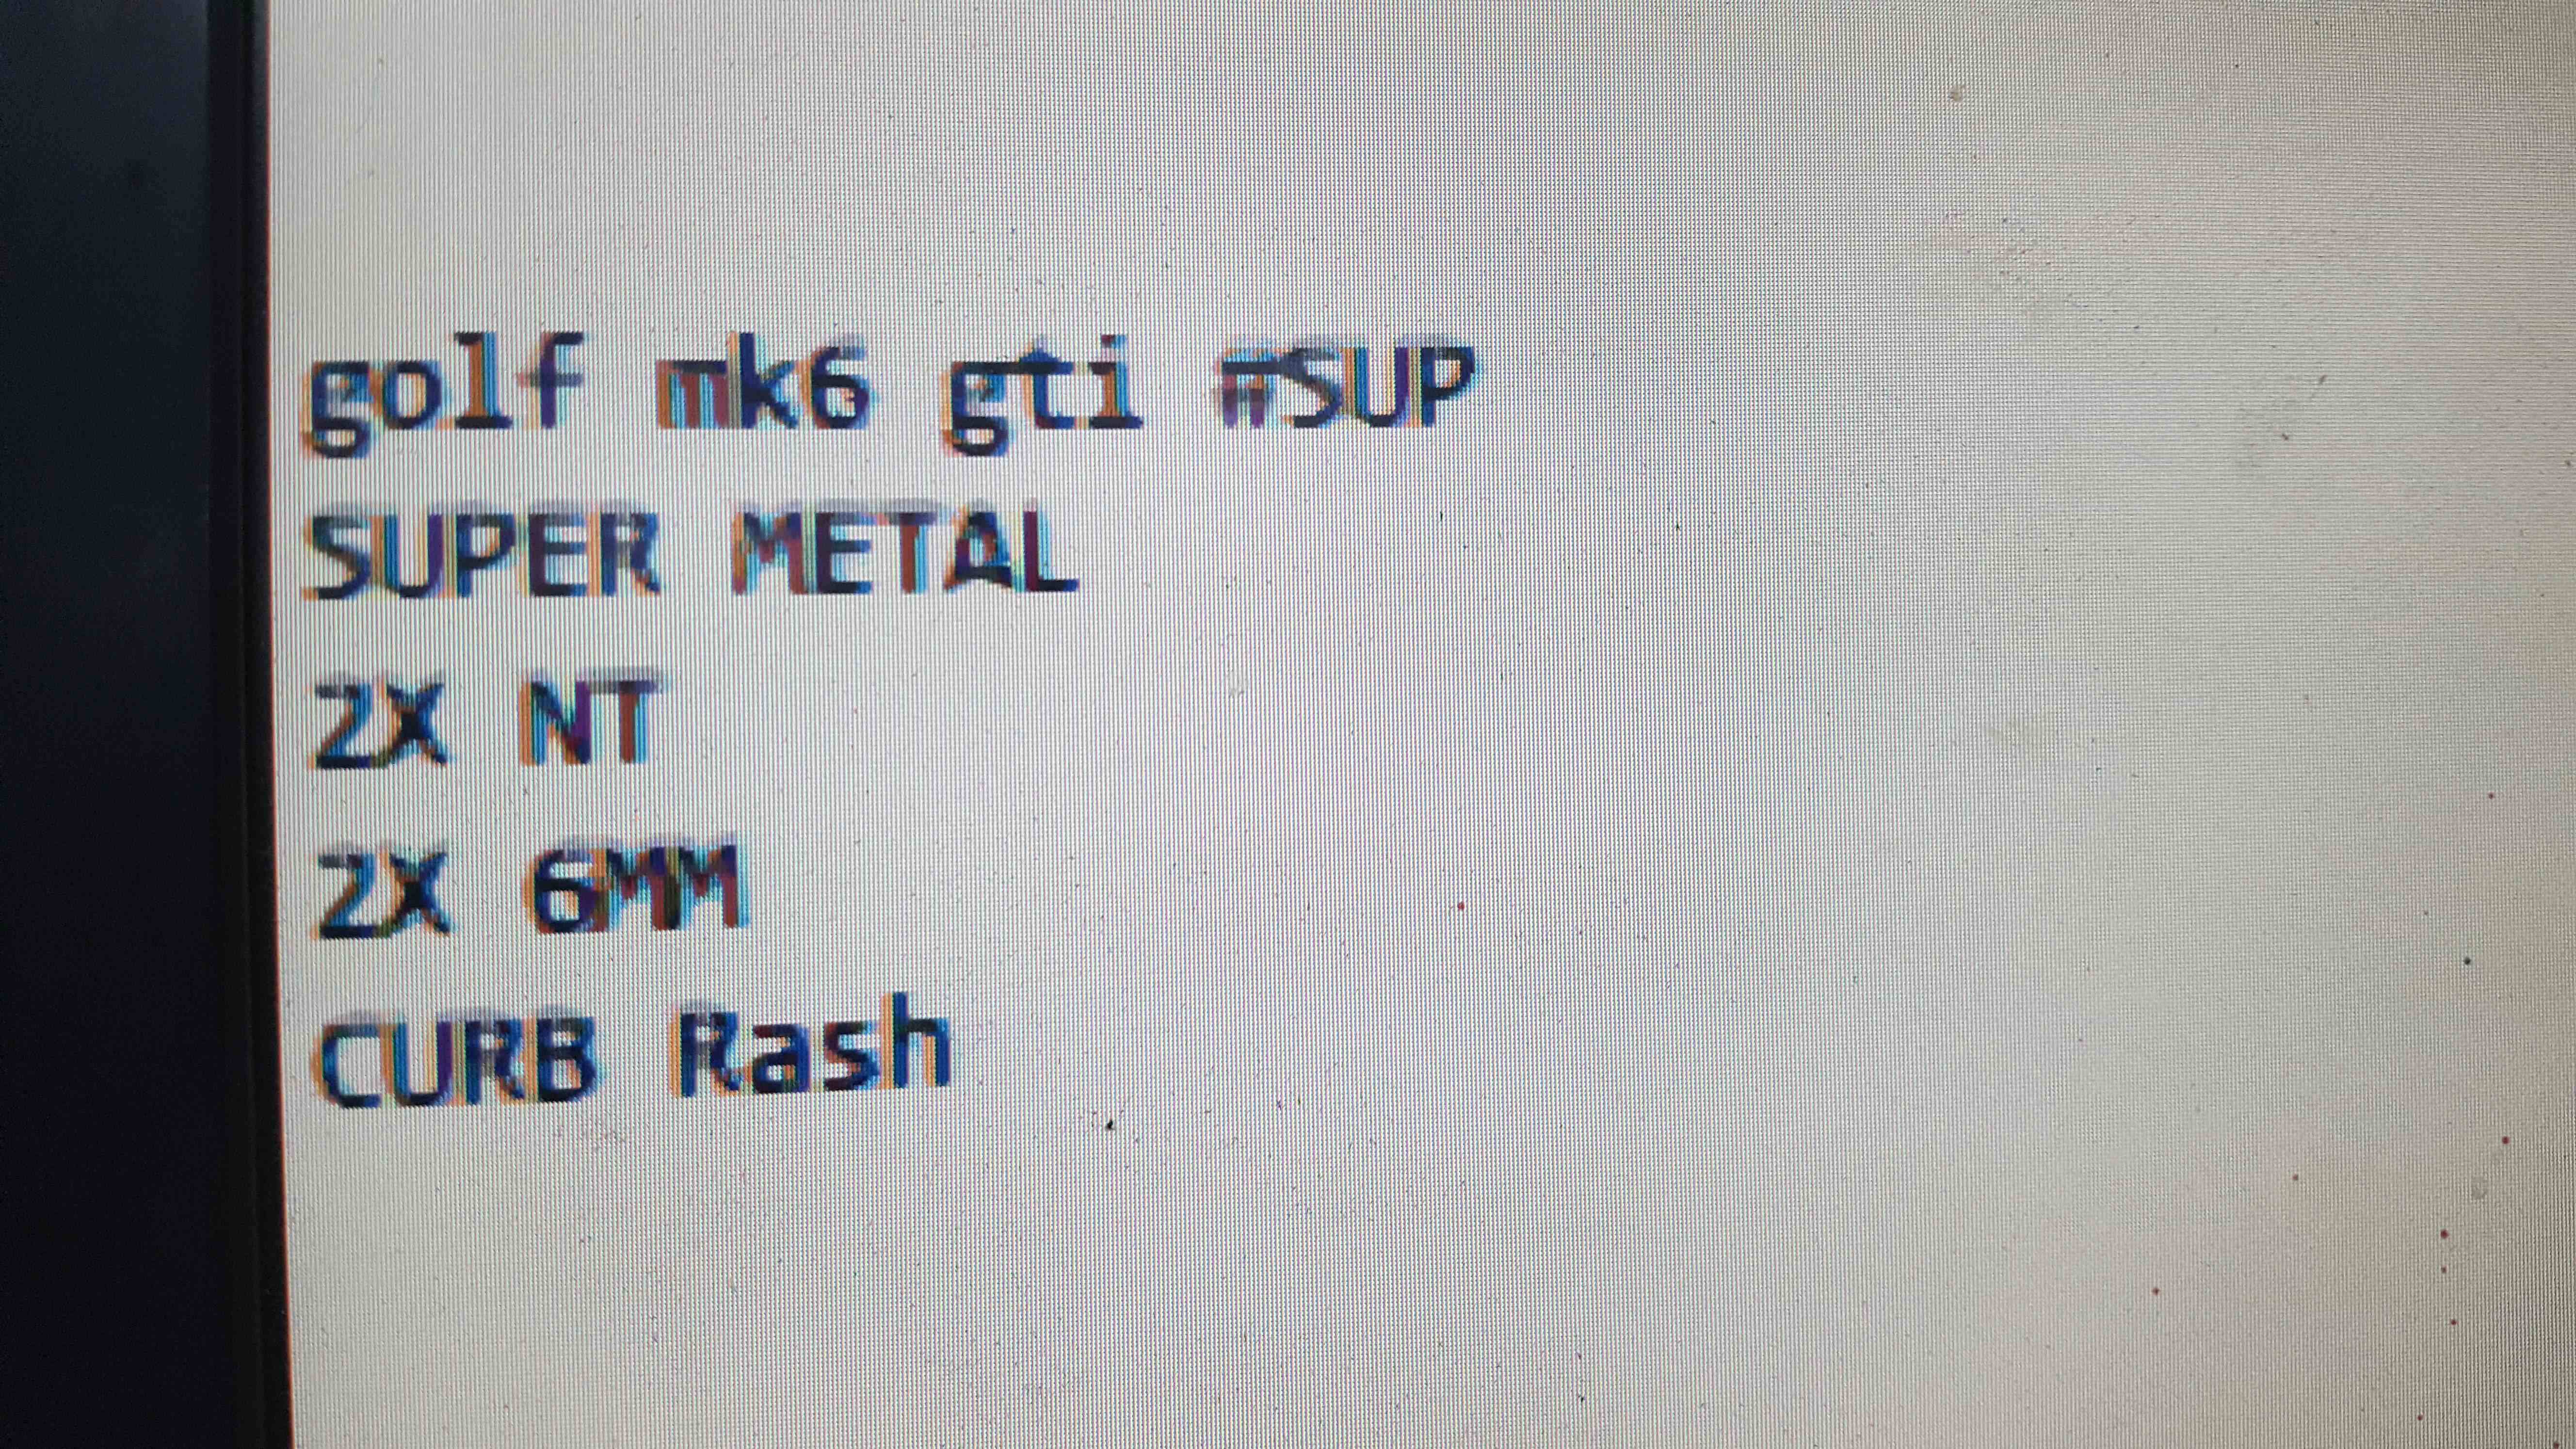 golf mk6 gti #SUP
SUPER METAL
2X NT
2X 6MM
CURB Rash